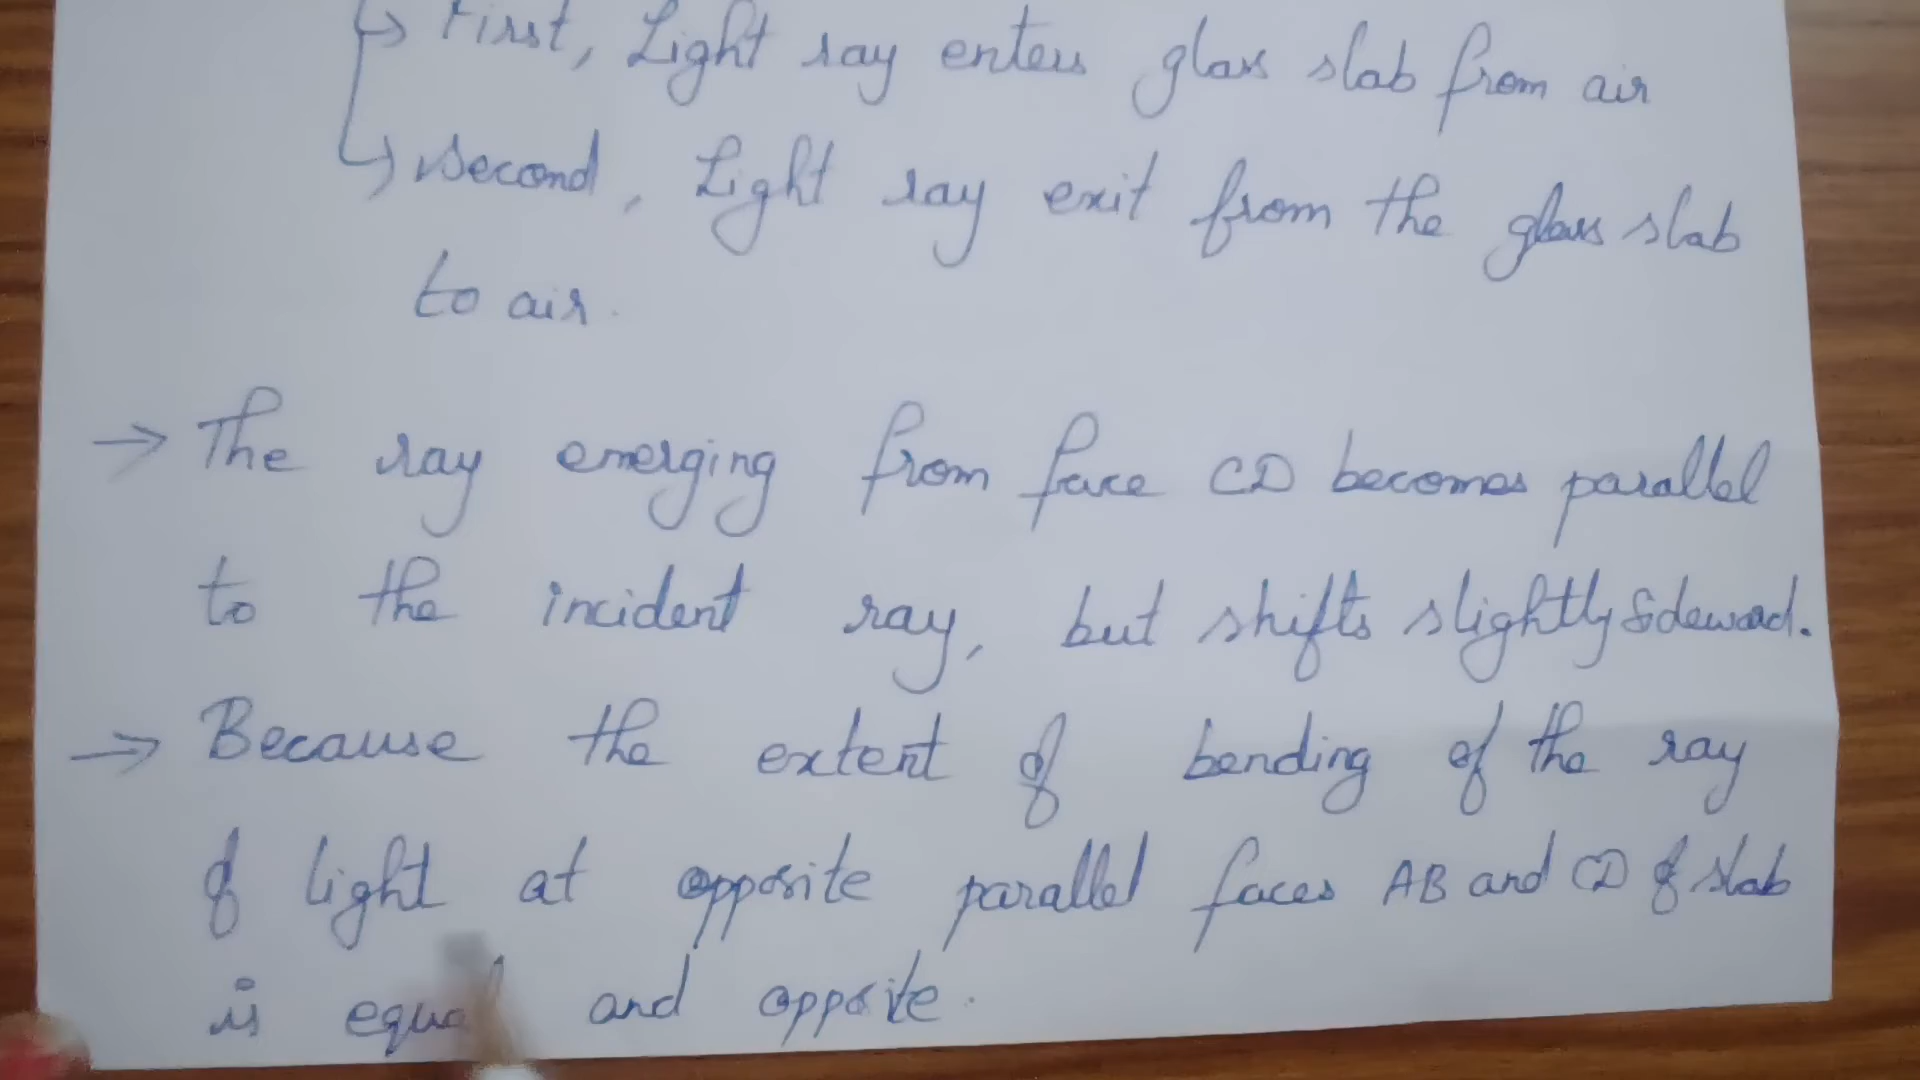 ↳ First, Light ray enters glass slab from air
↳ second, Light ray exit from the glass slab
to air.
→ The ray emerging from face CD becomes parallel
to the incident ray, but shifts slightly sideward.
→ Because the extent of bending of the ray
of light at opposite parallel faces AB and CD of slab
is equal and opposite.